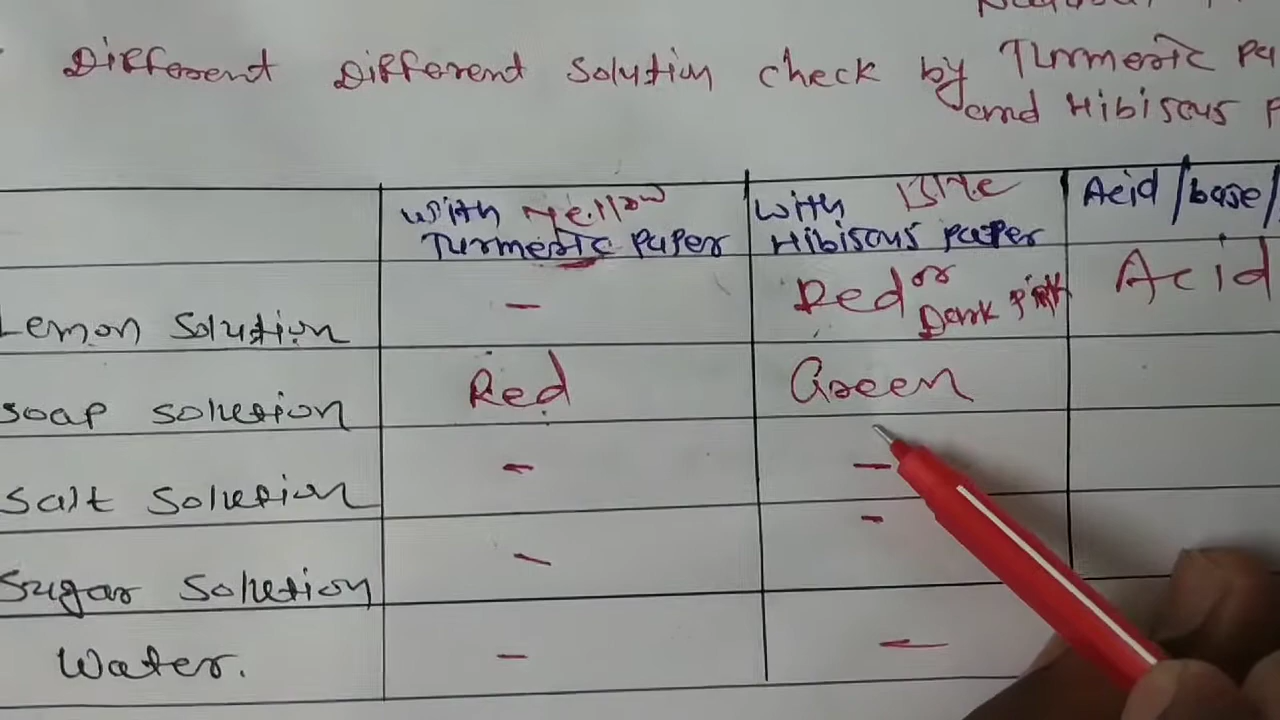 Different Different solution check by Turmeric
and Hibiscus
with Yellow Turmeric Paper
with Blue Hibiscus paper
Acid/base/
Lemon solution - Red or Dark pink Acid
soap solution Red Green
Salt solution - -
Sugar solution - -
Water. - -